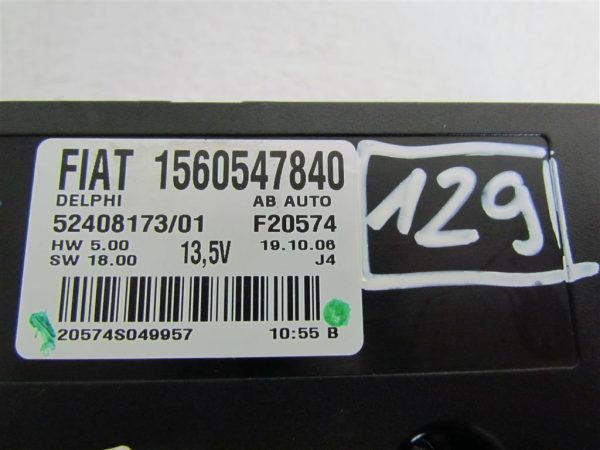 FIAT 1560547840
DELPHI AB AUTO
52408173/01 F20574
HW 5.00 13,5V 19.10.06
SW 18.00 J4
20574S049957 10:55 B
129